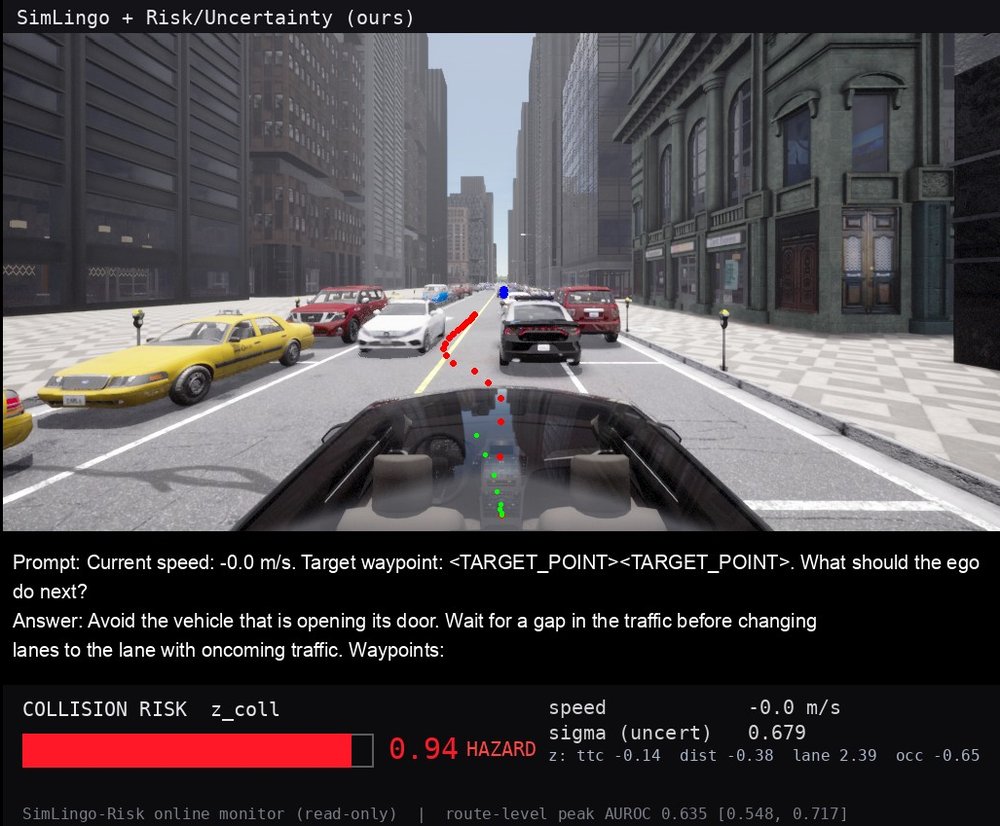 SimLingo + Risk/Uncertainty (ours)
Prompt: Current speed: -0.0 m/s. Target waypoint: <TARGET_POINT><TARGET_POINT>. What should the ego
do next?
Answer: Avoid the vehicle that is opening its door. Wait for a gap in the traffic before changing
lanes to the lane with oncoming traffic. Waypoints:
COLLISION RISK z_coll
0.94 HAZARD
speed -0.0 m/s
sigma (uncert) 0.679
z: ttc -0.14 dist -0.38 lane 2.39 occ -0.65
SimLingo-Risk online monitor (read-only) | route-level peak AUROC 0.635 [0.548, 0.717]